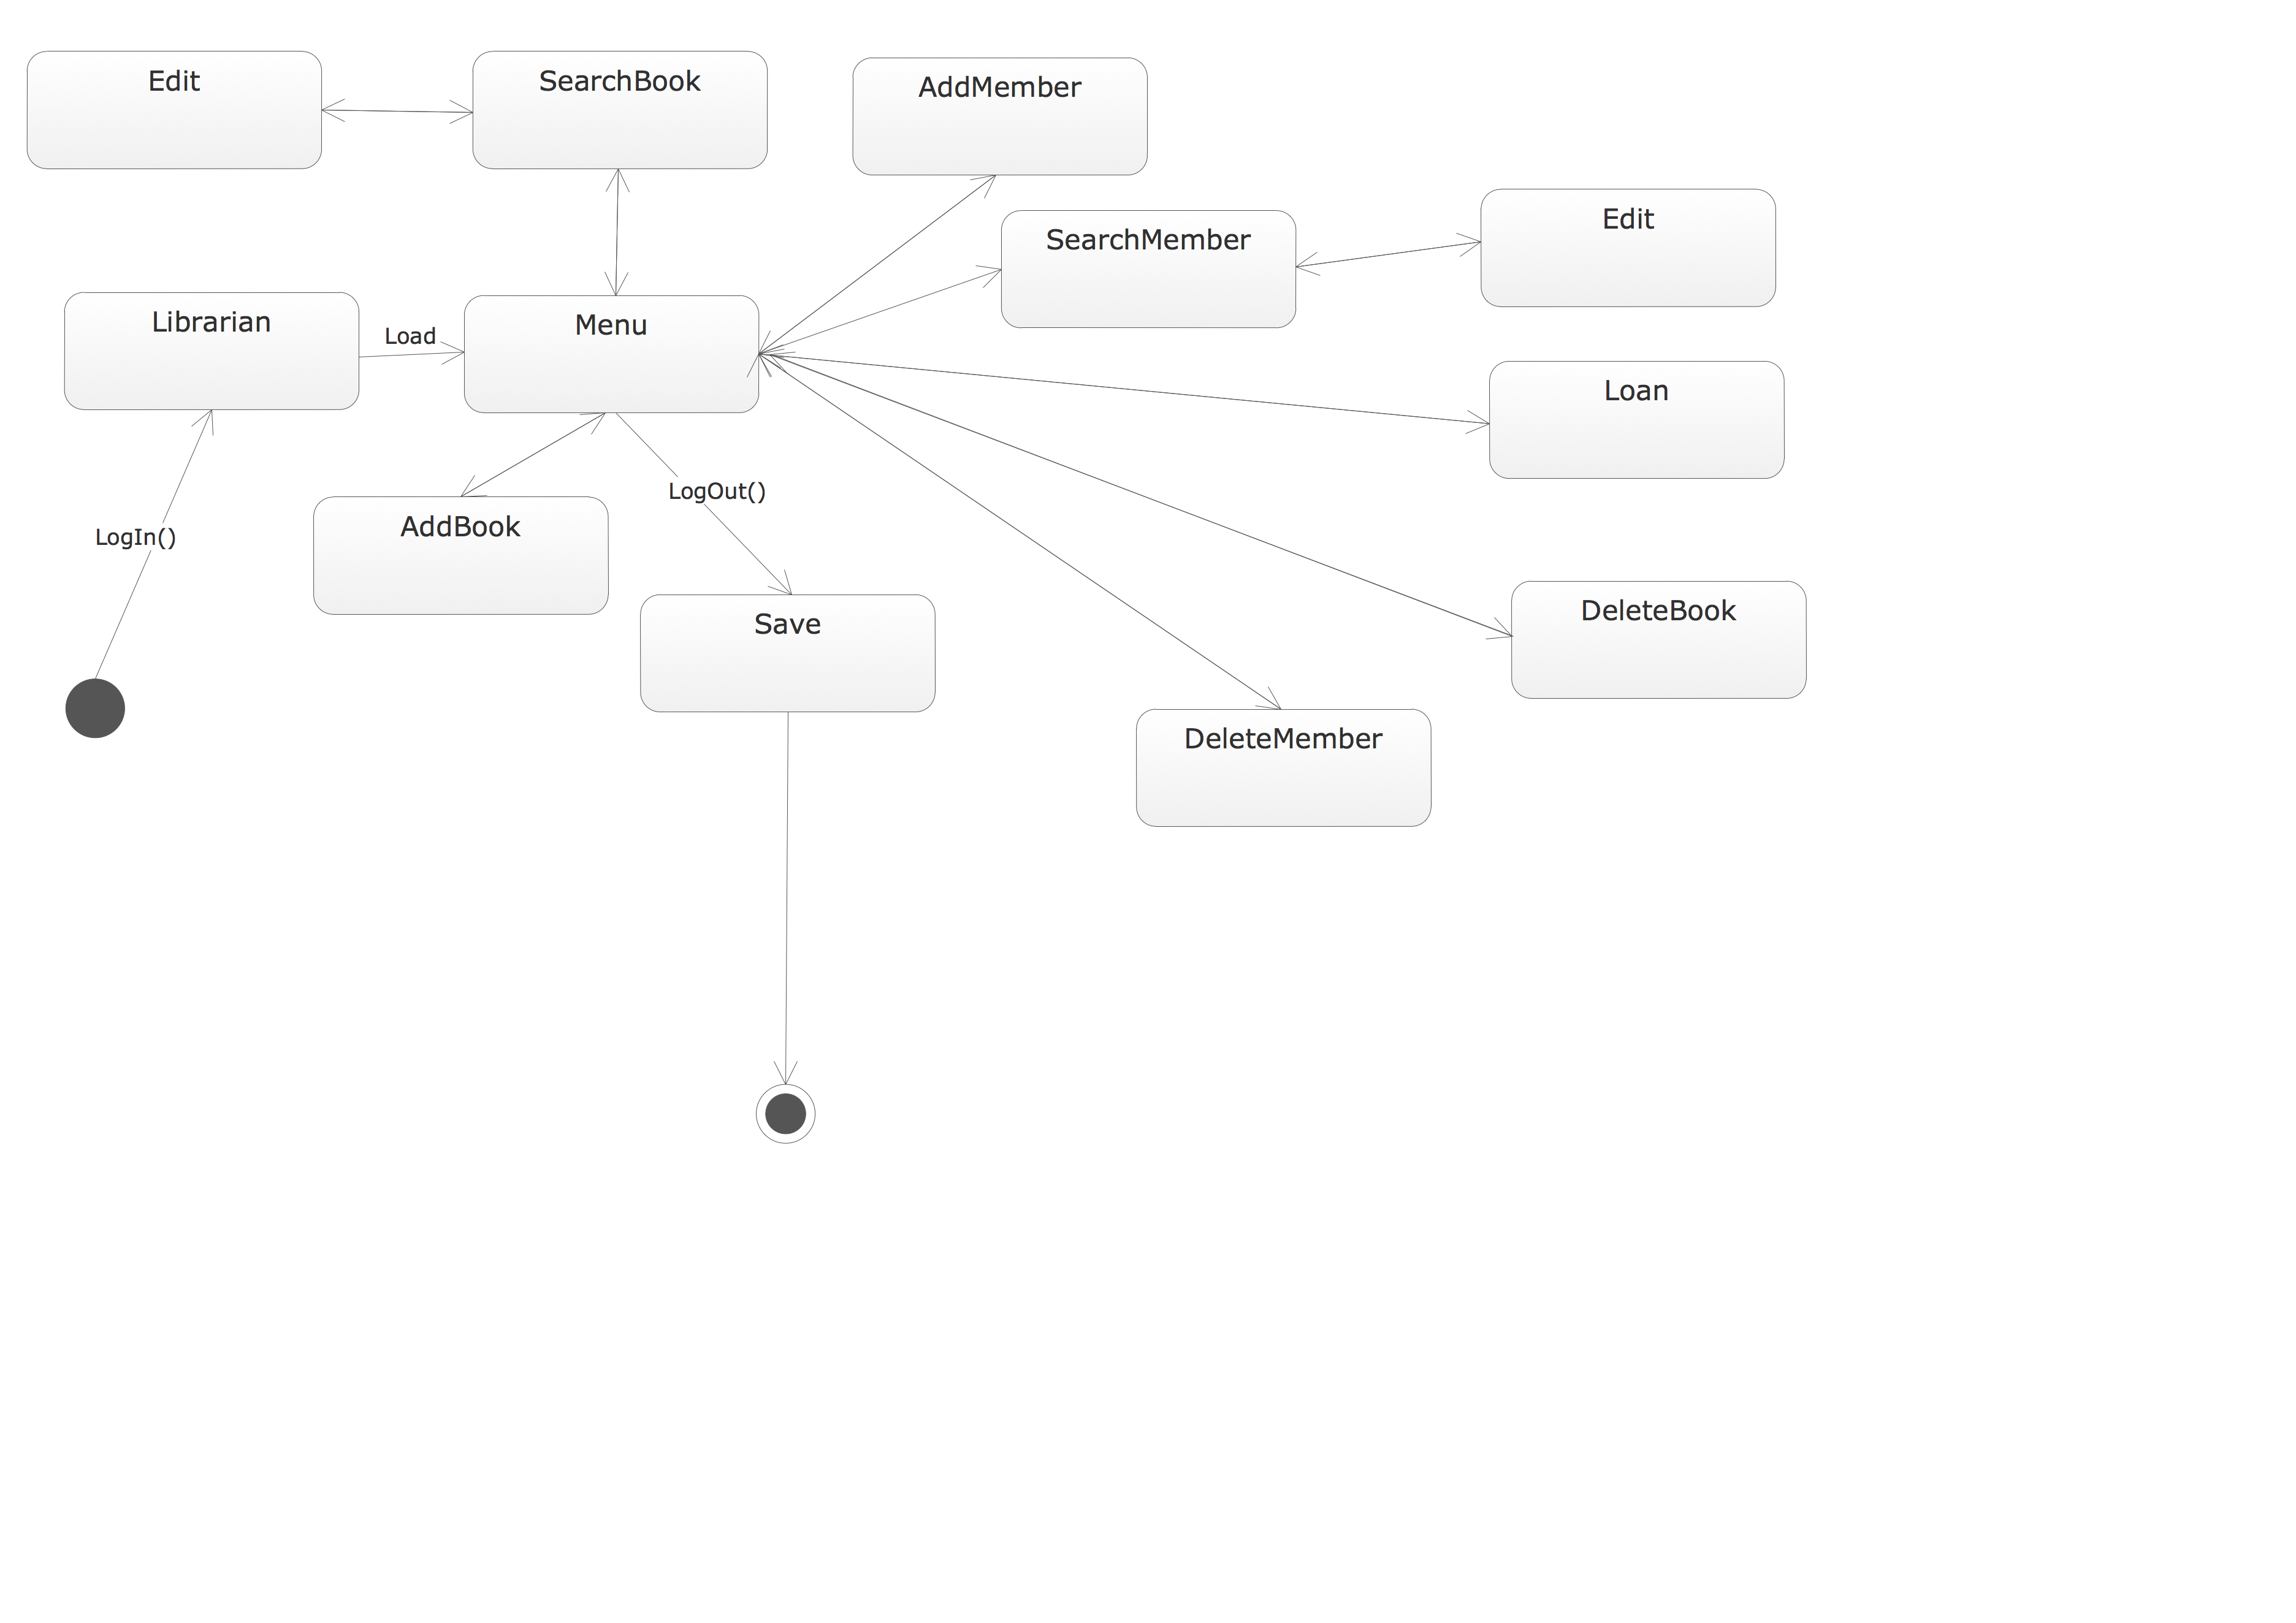 Edit
SearchBook
AddMember
SearchMember
Edit
Librarian
Load
Menu
Loan
LogOut()
AddBook
LogIn()
Save
DeleteBook
DeleteMember